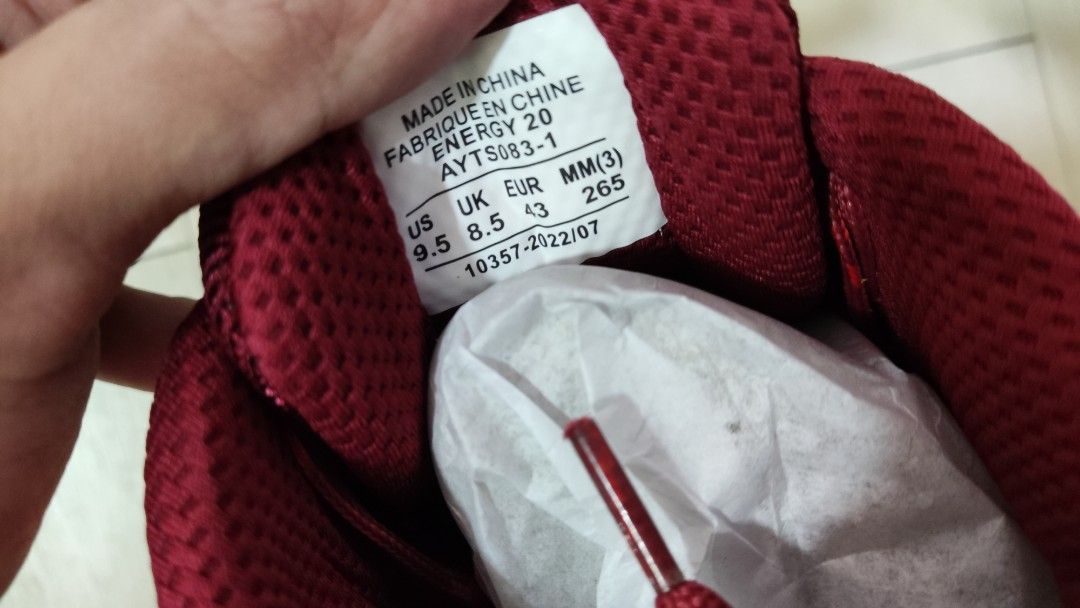 MADE IN CHINA
FABRIQUE EN CHINE
ENERGY 20
AYTS083-1
US UK EUR MM(3)
9.5 8.5 43 265
10357-2022/07